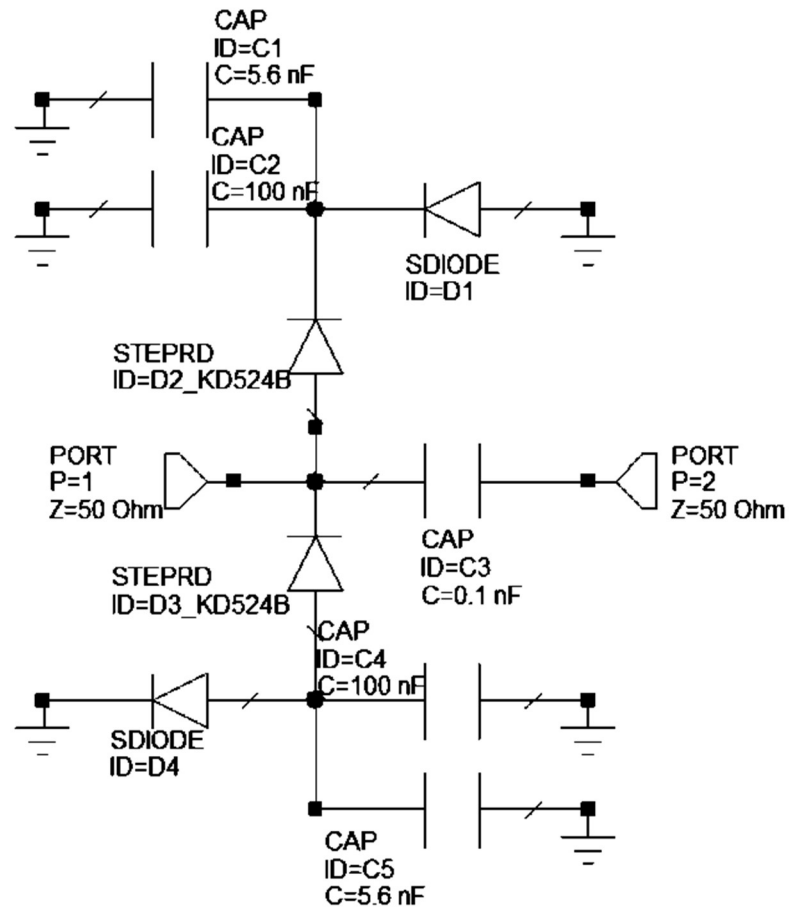 CAP
ID=C1
C=5.6 nF
CAP
ID=C2
C=100 nF
SDIODE
ID=D1
STEPRD
ID=D2_KD524B
PORT
P=1
Z=50 Ohm
PORT
P=2
Z=50 Ohm
CAP
ID=C3
C=0.1 nF
STEPRD
ID=D3_KD524B
CAP
ID=C4
C=100 nF
SDIODE
ID=D4
CAP
ID=C5
C=5.6 nF